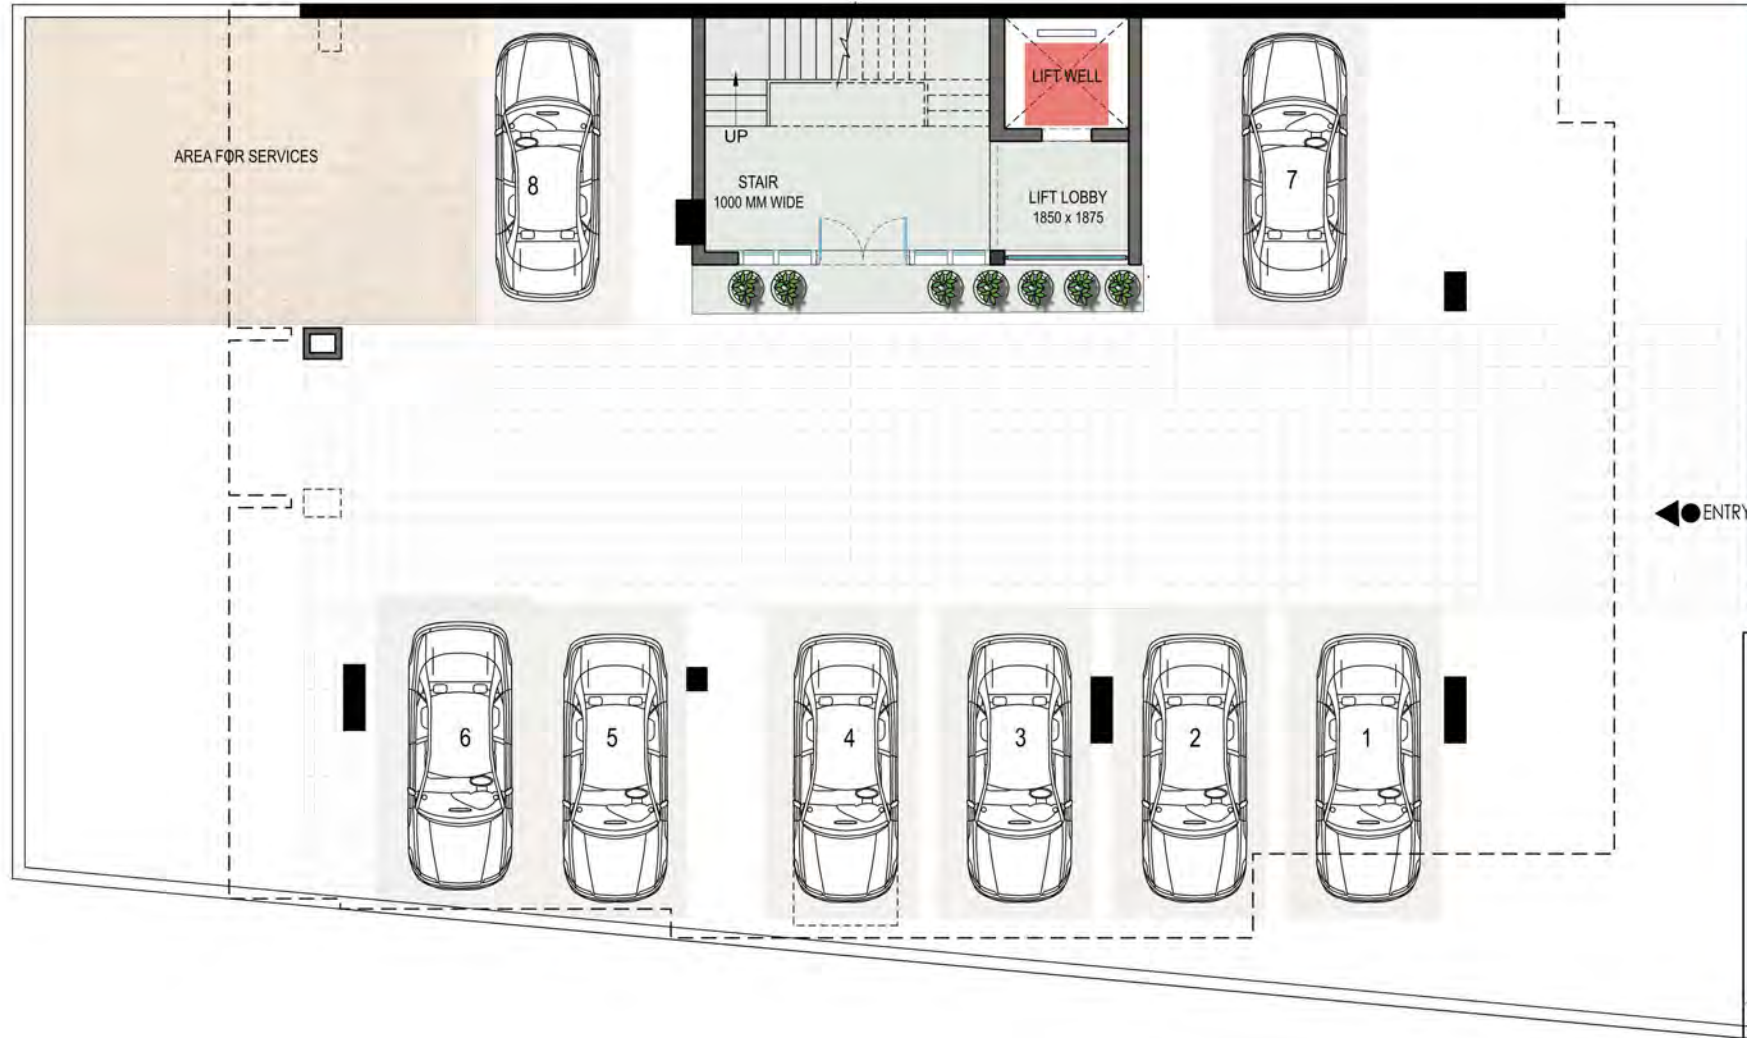 LIFT WELL
UP
AREA FOR SERVICES
8
STAIR
1000 MM WIDE
LIFT LOBBY
1850 x 1875
7
ENTRY
6
5
4
3
2
1